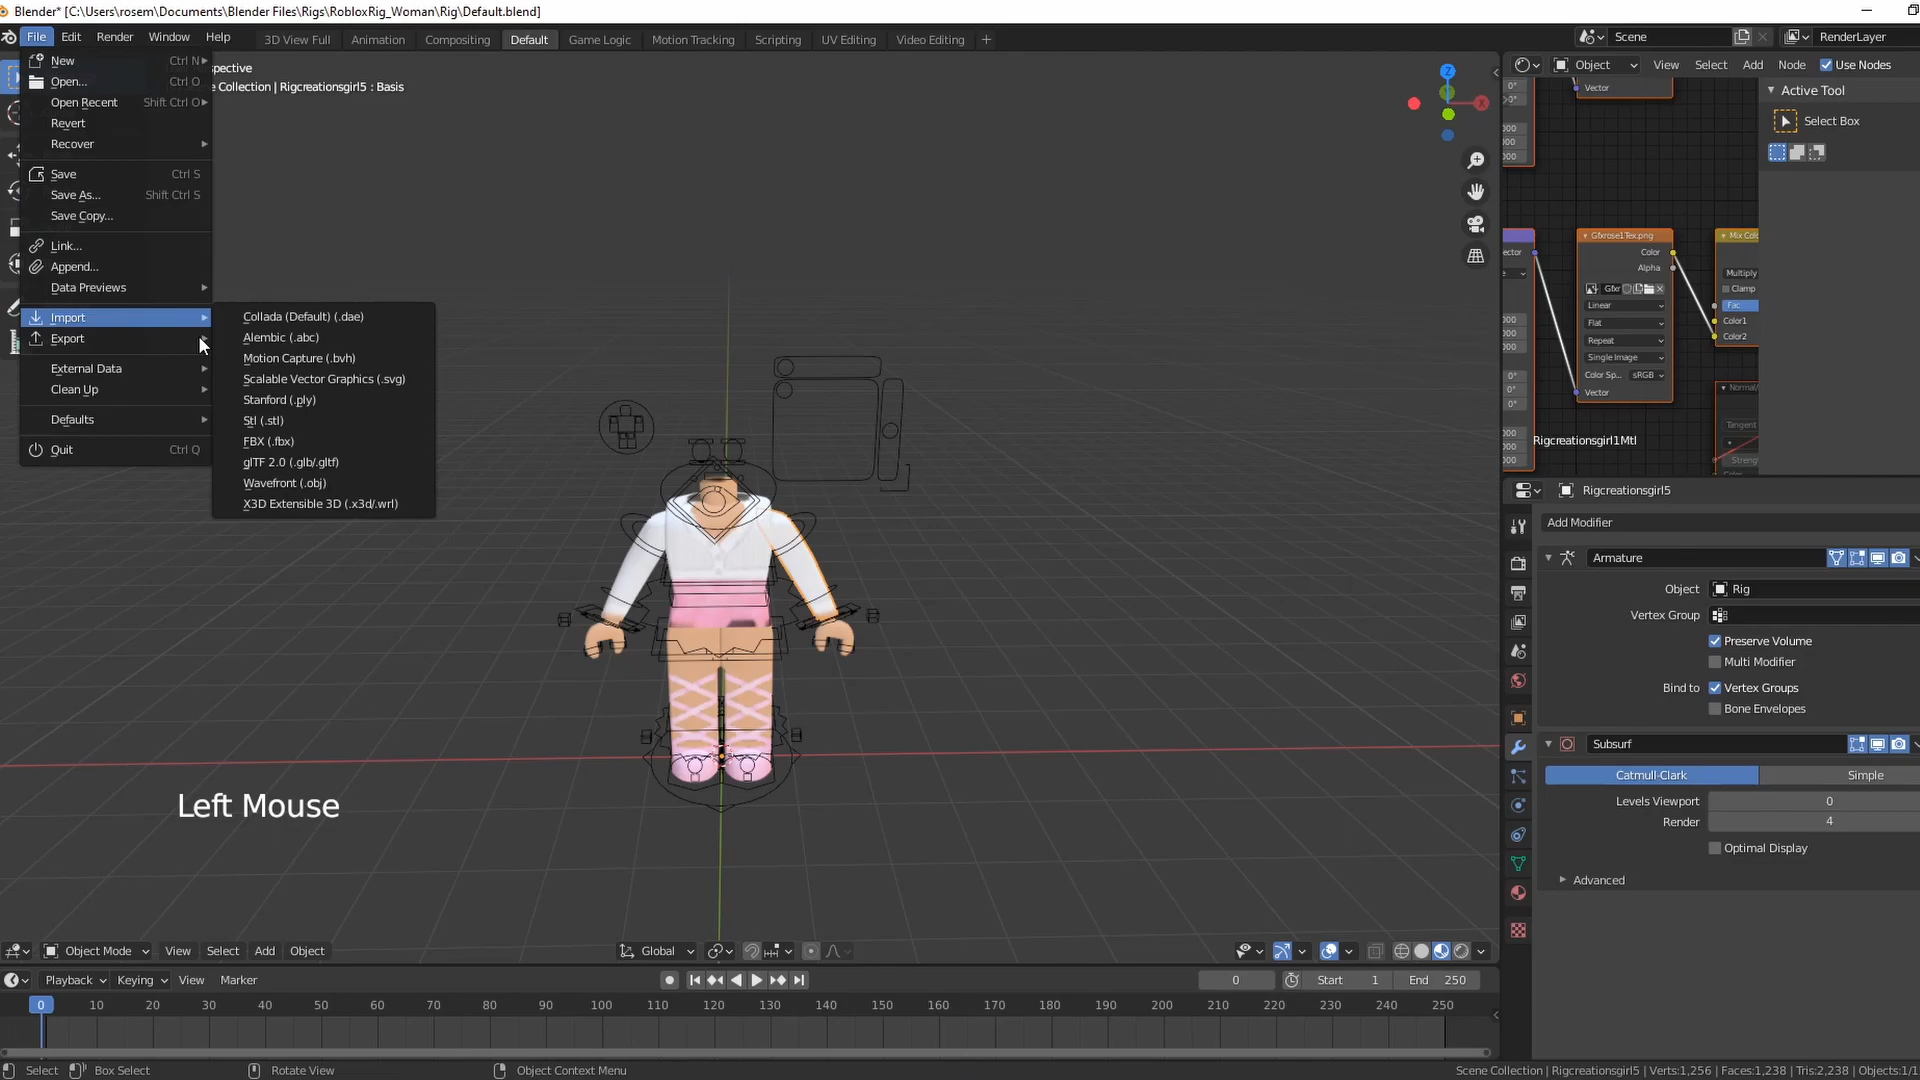 Blender* [C:\Users\rosem\Documents\Blender Files\Rigs\RobloxRig_Woman\Rig\Default.blend]
File Edit Render Window Help
3D View Full Animation Compositing Default Game Logic Motion Tracking Scripting UV Editing Video Editing +
Scene RenderLayer
New Ctrl N
Open... Ctrl O
Open Recent Shift Ctrl O
Revert
Recover
Save Ctrl S
Save As... Shift Ctrl S
Save Copy...
Link...
Append...
Data Previews
Import
Export
External Data
Clean Up
Defaults
Quit Ctrl Q
Collada (Default) (.dae)
Alembic (.abc)
Motion Capture (.bvh)
Scalable Vector Graphics (.svg)
Stanford (.ply)
Stl (.stl)
FBX (.fbx)
glTF 2.0 (.glb/.gltf)
Wavefront (.obj)
X3D Extensible 3D (.x3d/.wrl)
spective
e Collection | Rigcreationsgirl5 : Basis
Z
X
Left Mouse
Object View Select Add Node Use Nodes
Vector
Gfxrose1Tex.png
Color
Alpha
Gfxr
Linear
Flat
Repeat
Single Image
Color Sp... sRGB
Vector
Mix Colo
Multiply
Clamp
Fac
Color1
Color2
Normal/
Tangent
Strengt
Rigcreationsgirl1Mtl
Active Tool
Select Box
Rigcreationsgirl5
Add Modifier
Armature
Object Rig
Vertex Group
Preserve Volume
Multi Modifier
Bind to Vertex Groups
Bone Envelopes
Subsurf
Catmull-Clark Simple
Levels Viewport 0
Render 4
Optimal Display
Advanced
Object Mode View Select Add Object
Global
Playback Keying View Marker
0 Start 1 End 250
0 10 20 30 40 50 60 70 80 90 100 110 120 130 140 150 160 170 180 190 200 210 220 230 240 250
Select Box Select Rotate View Object Context Menu
Scene Collection | Rigcreationsgirl5 | Verts:1,256 | Faces:1,238 | Tris:2,238 | Objects:1/1